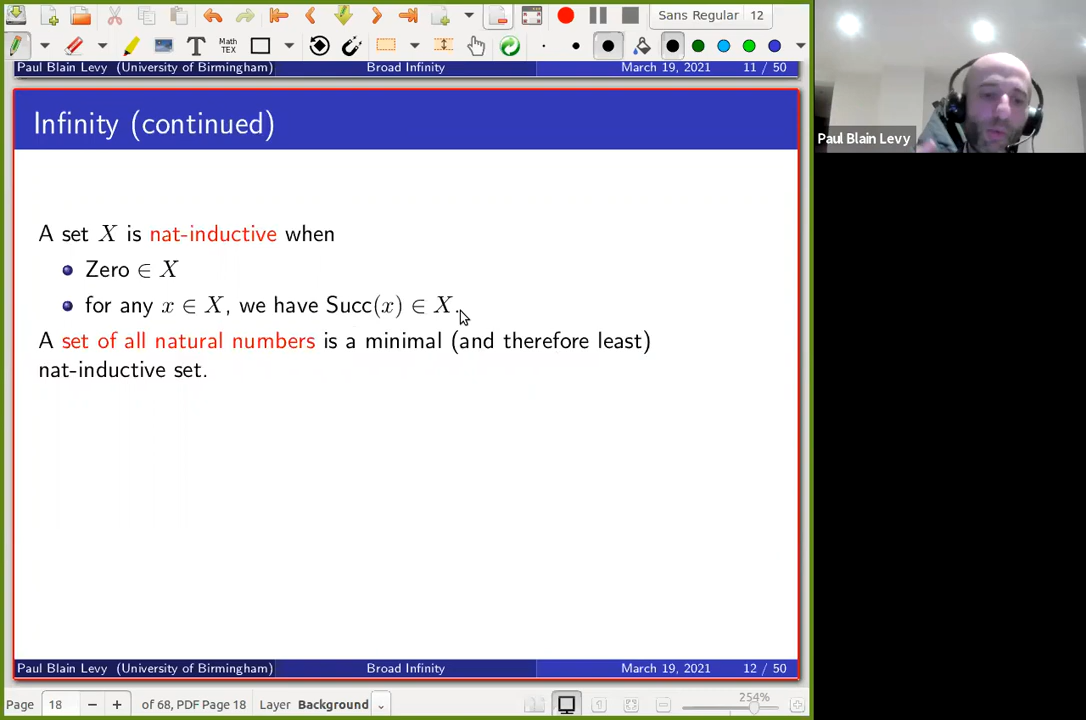 Sans Regular 12
Math
TEX
Paul Blain Levy (University of Birmingham) Broad Infinity March 19, 2021 11 / 50
Infinity (continued)
A set X is nat-inductive when
Zero ∈ X
for any x ∈ X, we have Succ(x) ∈ X.
A set of all natural numbers is a minimal (and therefore least)
nat-inductive set.
Paul Blain Levy (University of Birmingham) Broad Infinity March 19, 2021 12 / 50
Page 18 of 68, PDF Page 18 Layer Background 254%
Paul Blain Levy